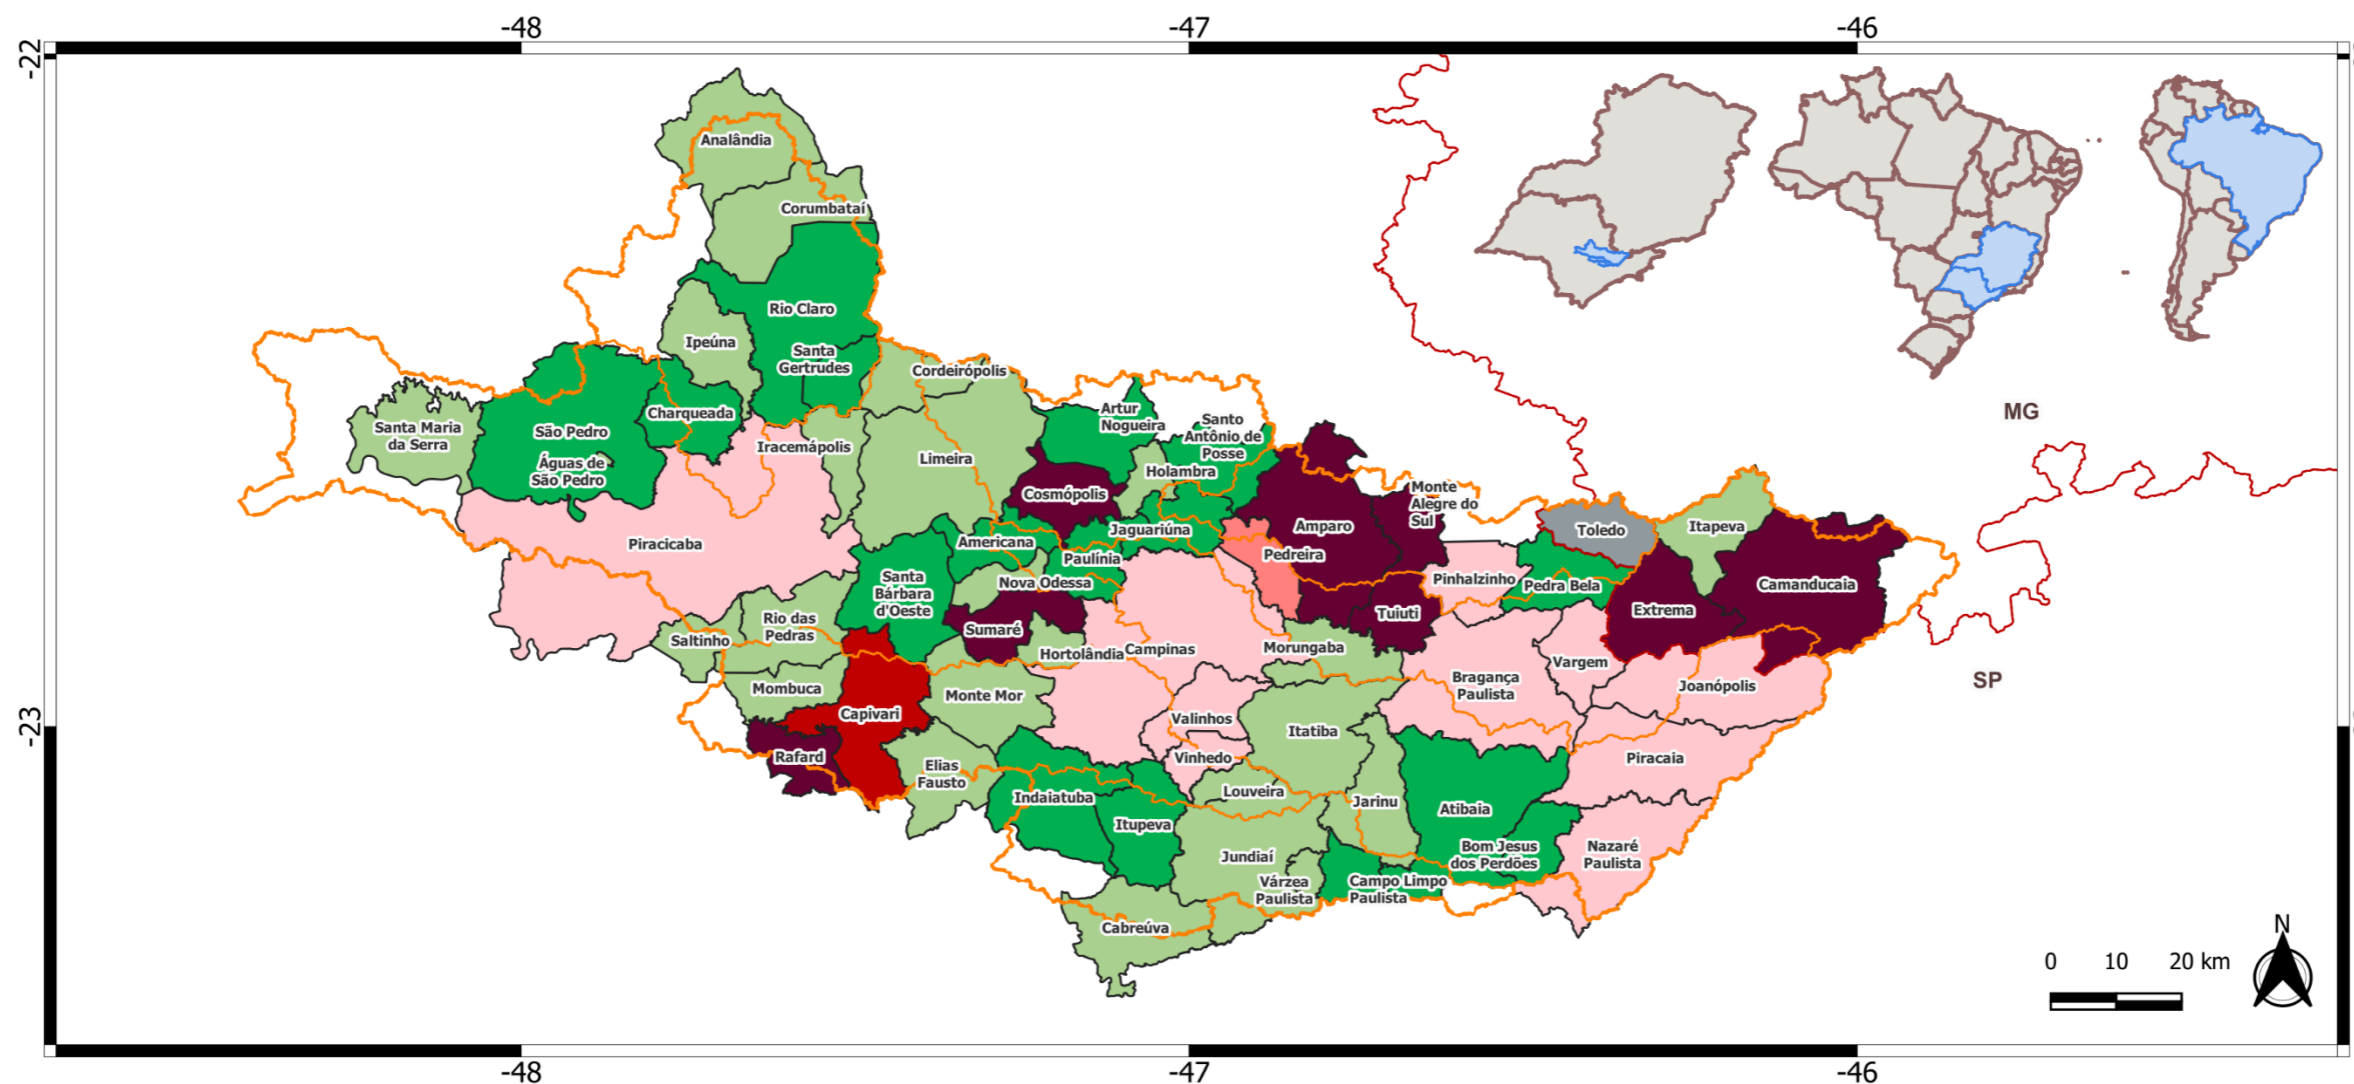 -48
-47
-46
-22
Analândia
Corumbataí
Rio Claro
Ipeúna
Santa
Gertrudes
Cordeirópolis
Charqueada
Santa Maria
da Serra
São Pedro
Águas de
São Pedro
Iracemápolis
Limeira
Artur
Nogueira
Santo
Antônio de
Posse
Holambra
Cosmópolis
Monte
Alegre do
Sul
Amparo
Toledo
Itapeva
MG
Piracicaba
Americana
Jaguariúna
Paulínia
Pedreira
Nova Odessa
Pinhalzinho
Pedra Bela
Camanducaia
Santa
Bárbara
d'Oeste
Sumaré
Tuiuti
Extrema
Saltinho
Rio das
Pedras
Hortolândia
Campinas
Morungaba
Vargem
Mombuca
Monte Mor
Bragança
Paulista
Joanópolis
SP
Capivari
Valinhos
Itatiba
-23
Rafard
Elias
Fausto
Vinhedo
Piracaia
Indaiatuba
Louveira
Jarinu
Atibaia
Itupeva
Jundiaí
Bom Jesus
dos Perdões
Nazaré
Paulista
Várzea
Paulista
Campo Limpo
Paulista
Cabreúva
N
0 10 20 km
-48
-47
-46